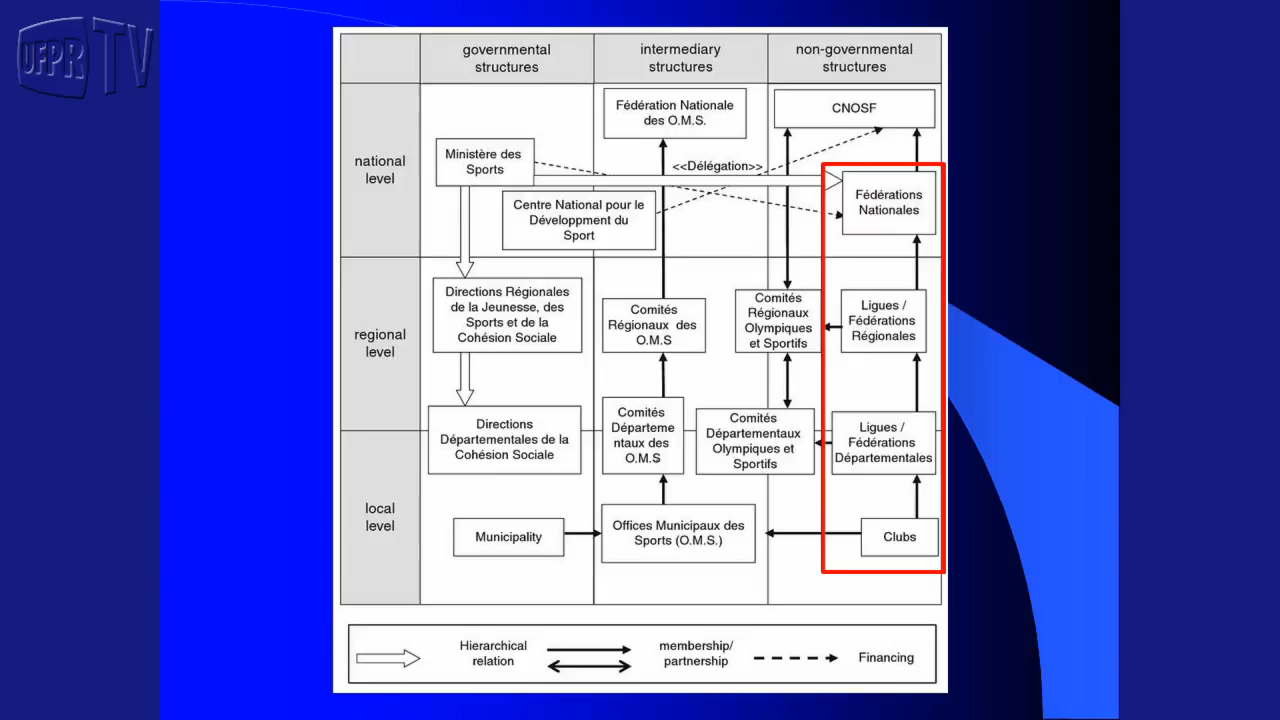 UFPR TV
governmental
structures
intermediary
structures
non-governmental
structures
national
level
Fédération Nationale
des O.M.S.
CNOSF
Ministère des
Sports
<<Délégation>>
Fédérations
Nationales
Centre National pour le
Développment du
Sport
regional
level
Directions Régionales
de la Jeunesse, des
Sports et de la
Cohésion Sociale
Comités
Régionaux des
O.M.S
Comités
Régionaux
Olympiques
et Sportifs
Ligues /
Fédérations
Régionales
Directions
Départementales de la
Cohésion Sociale
Comités
Départeme
ntaux des
O.M.S
Comités
Départementaux
Olympiques et
Sportifs
Ligues /
Fédérations
Départementales
local
level
Municipality
Offices Municipaux des
Sports (O.M.S.)
Clubs
Hierarchical
relation
membership/
partnership
Financing